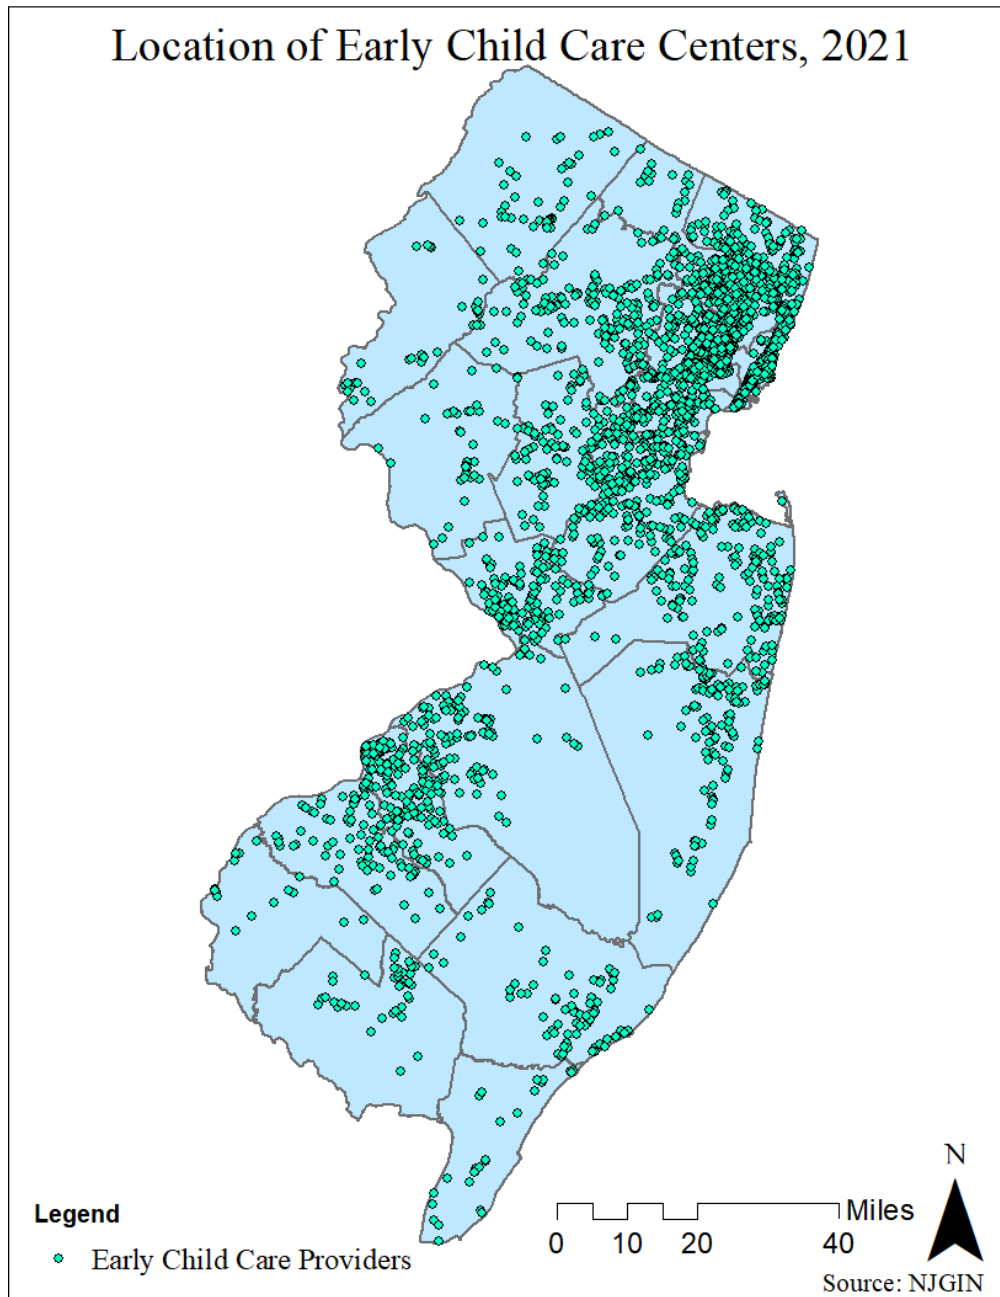 Location of Early Child Care Centers, 2021
N
Legend
Miles
0 10 20 40
Early Child Care Providers
Source: NJGIN